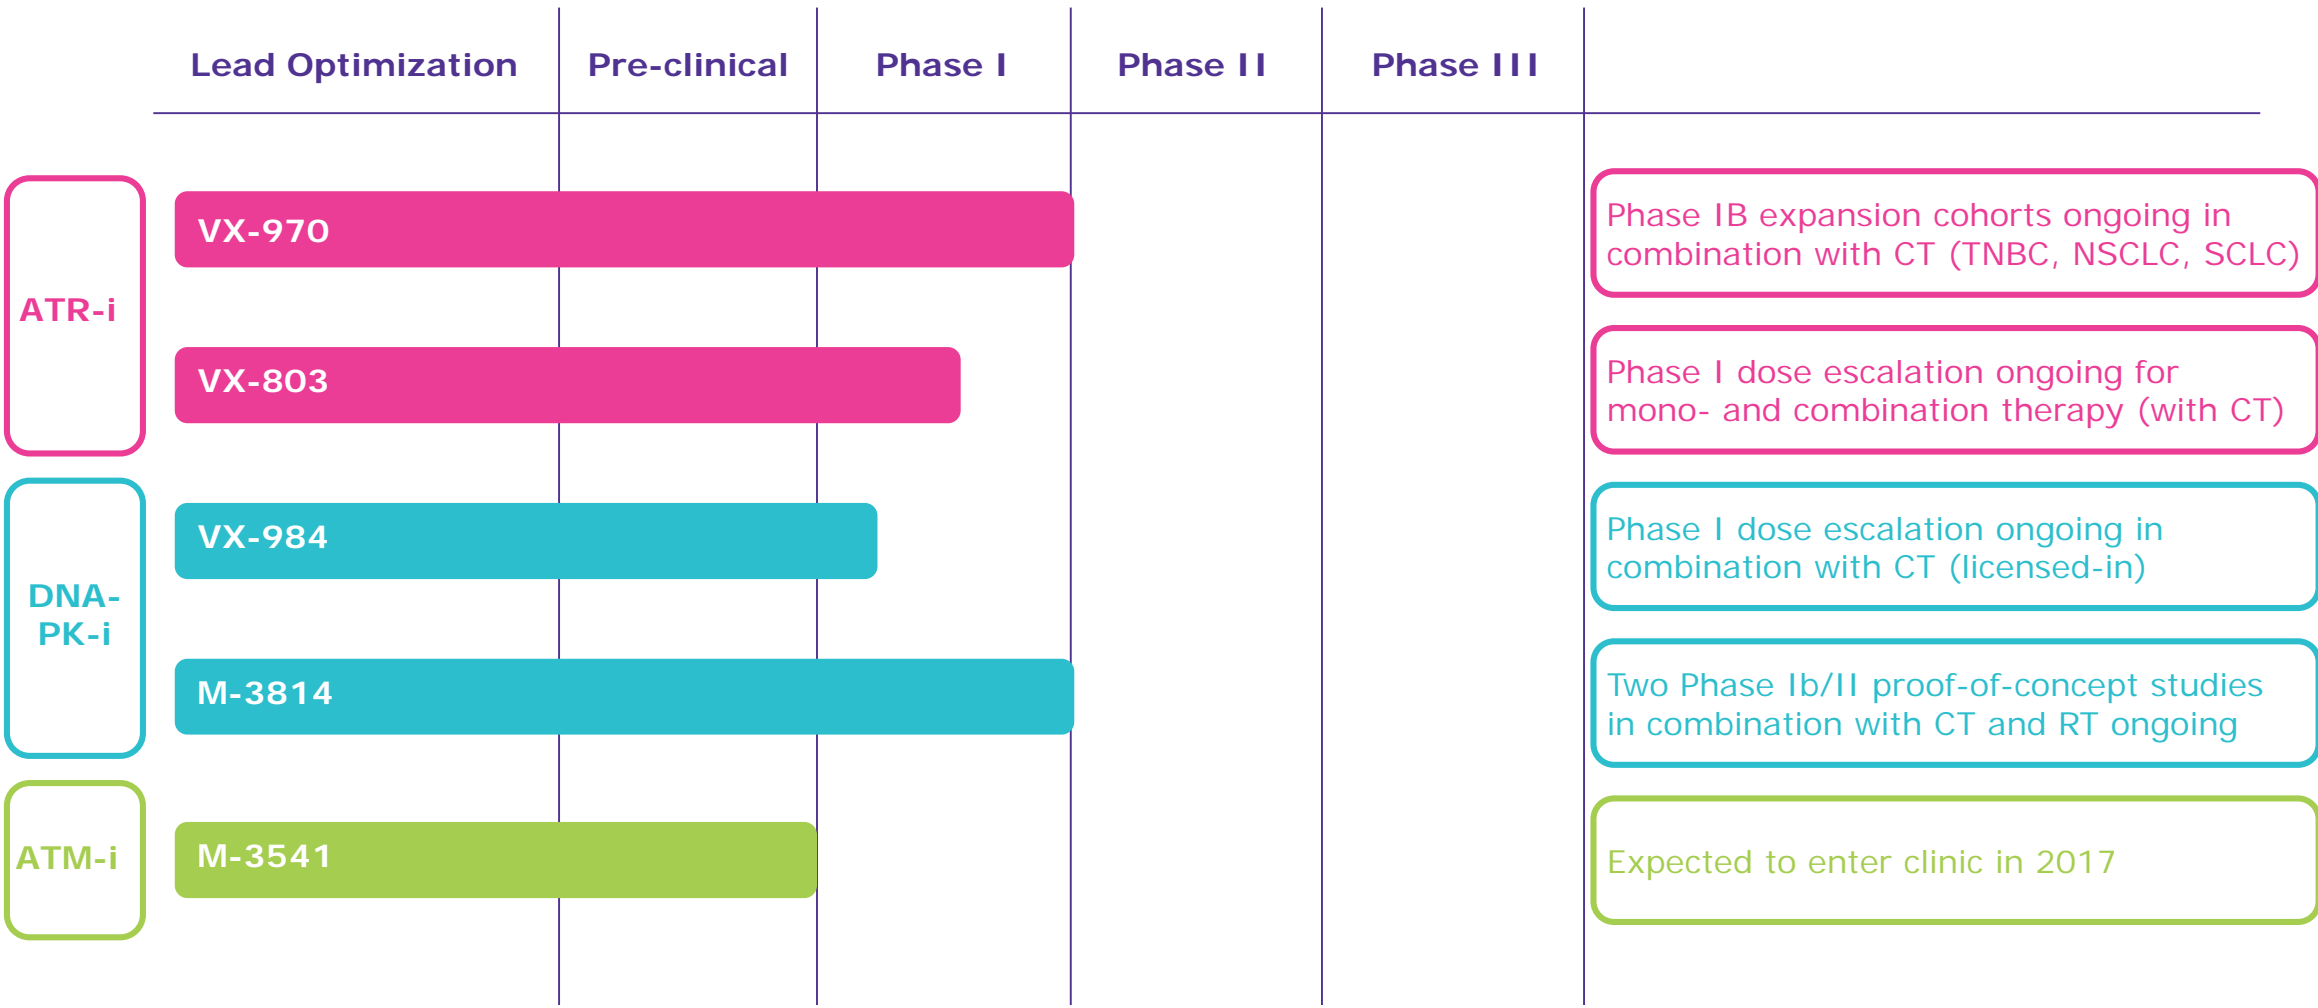 Lead Optimization Pre-clinical Phase I Phase II Phase III
ATR-i
VX-970
Phase IB expansion cohorts ongoing in
combination with CT (TNBC, NSCLC, SCLC)
VX-803
Phase I dose escalation ongoing for
mono- and combination therapy (with CT)
DNA-
PK-i
VX-984
Phase I dose escalation ongoing in
combination with CT (licensed-in)
M-3814
Two Phase Ib/II proof-of-concept studies
in combination with CT and RT ongoing
ATM-i
M-3541
Expected to enter clinic in 2017